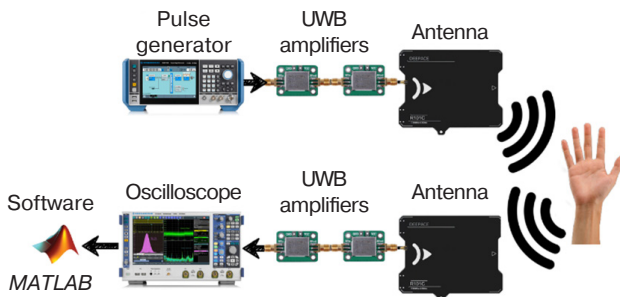 Pulse
generator
UWB
amplifiers
Antenna
Software
MATLAB
Oscilloscope
UWB
amplifiers
Antenna